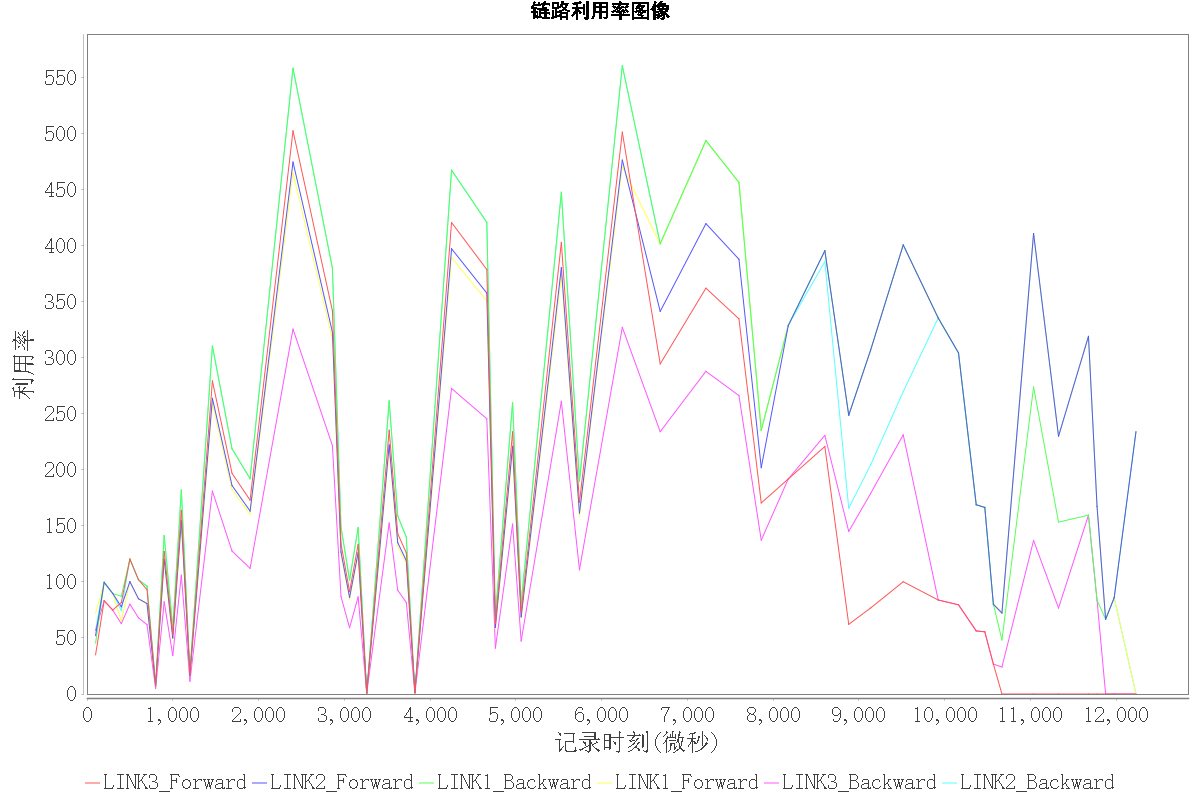 链路利用率图像
550
500
450
400
350
300
250
200
150
100
50
0
利用率
0 1,000 2,000 3,000 4,000 5,000 6,000 7,000 8,000 9,000 10,000 11,000 12,000
记录时刻(微秒)
LINK3_Forward LINK2_Forward LINK1_Backward LINK1_Forward LINK3_Backward LINK2_Backward